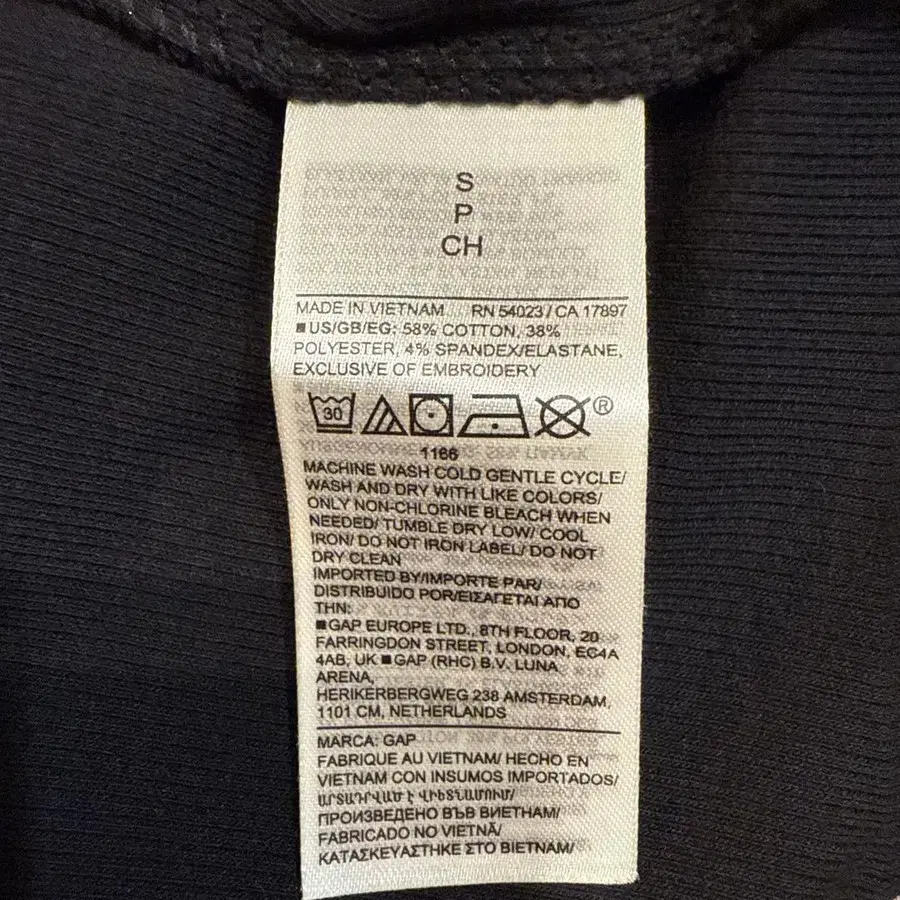 S
P
CH
MADE IN VIETNAM RN 54023 / CA 17897
■US/GB/EG: 58% COTTON, 38%
POLYESTER, 4% SPANDEX/ELASTANE,
EXCLUSIVE OF EMBROIDERY
30
®
1166
MACHINE WASH COLD GENTLE CYCLE/
WASH AND DRY WITH LIKE COLORS/
ONLY NON-CHLORINE BLEACH WHEN
NEEDED/ TUMBLE DRY LOW/ COOL
IRON/ DO NOT IRON LABEL/ DO NOT
DRY CLEAN
IMPORTED BY/IMPORTE PAR/
DISTRIBUIDO POR/ΕΙΣΑΓΕΤΑΙ ΑΠΟ
ΤΗΝ:
■GAP EUROPE LTD., 8TH FLOOR, 20
FARRINGDON STREET, LONDON, EC4A
4AB, UK ■GAP (RHC) B.V. LUNA
ARENA,
HERIKERBERGWEG 238 AMSTERDAM,
1101 CM, NETHERLANDS
MARCA: GAP
FABRIQUE AU VIETNAM/ HECHO EN
VIETNAM CON INSUMOS IMPORTADOS/
ԱՐՏԱԴՐՎԱԾ Է ՎԻԵՏՆԱՄՈՒՄ/
ПРОИЗВЕДЕНО ВЪВ ВИЕТНАМ/
FABRICADO NO VIETNÃ/
ΚΑΤΑΣΚΕΥΑΣΤΗΚΕ ΣΤΟ ΒΙΕΤΝΑΜ/